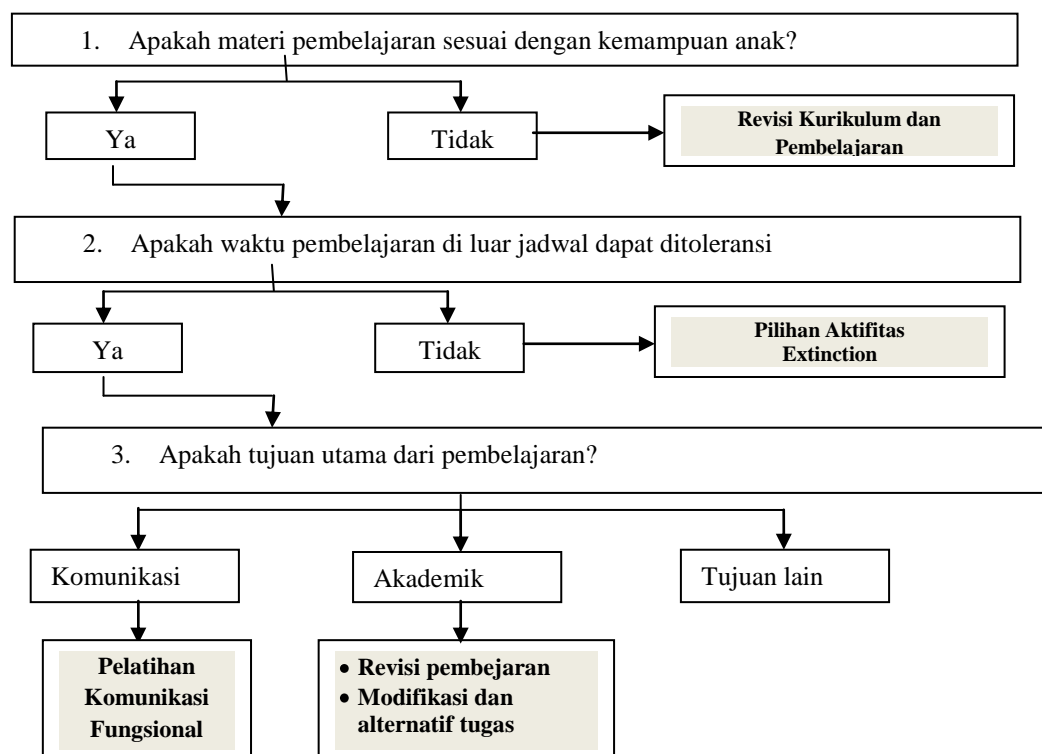 1. Apakah materi pembelajaran sesuai dengan kemampuan anak?
Ya
Tidak
Revisi Kurikulum dan
Pembelajaran
2. Apakah waktu pembelajaran di luar jadwal dapat ditoleransi
Ya
Tidak
Pilihan Aktifitas
Extinction
3. Apakah tujuan utama dari pembelajaran?
Komunikasi
Akademik
Tujuan lain
Pelatihan
Komunikasi
Fungsional
• Revisi pembejaran
• Modifikasi dan
alternatif tugas